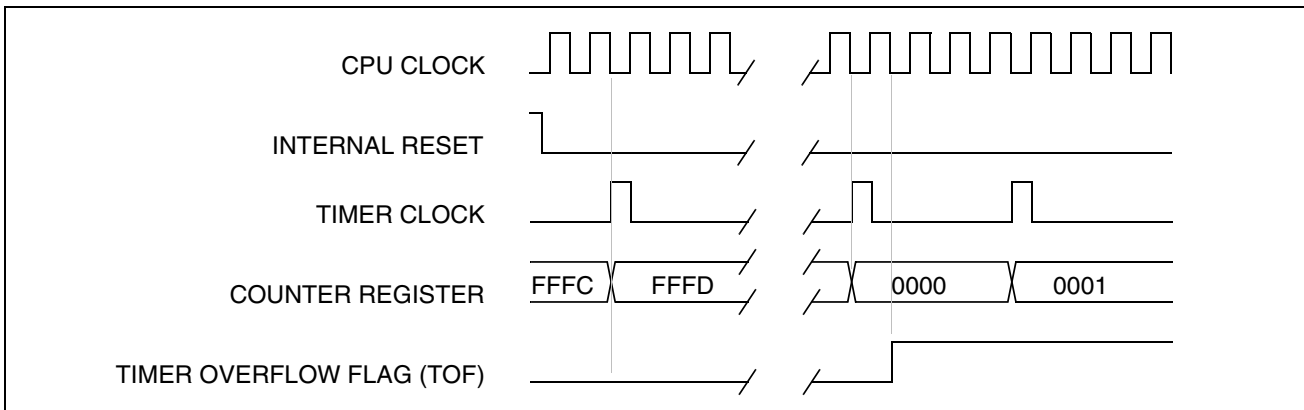 CPU CLOCK
INTERNAL RESET
TIMER CLOCK
COUNTER REGISTER FFFC FFFD 0000 0001
TIMER OVERFLOW FLAG (TOF)